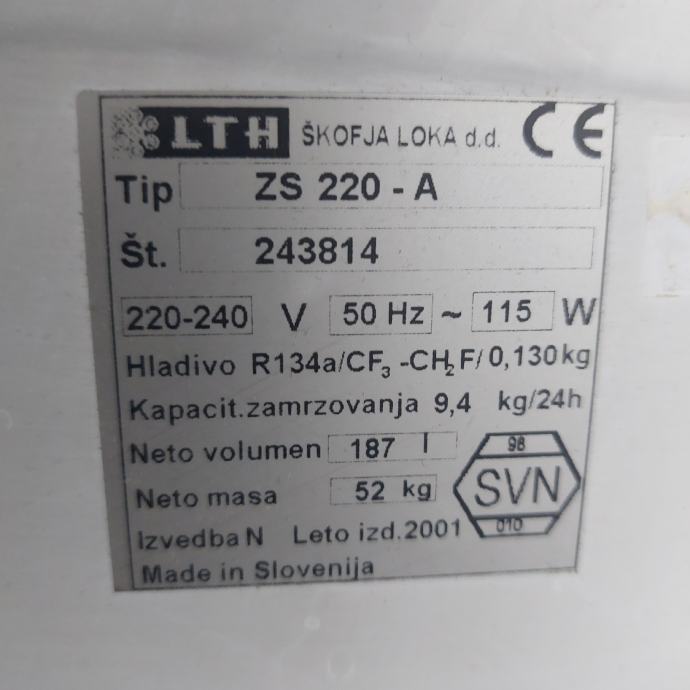 LTH ŠKOFJA LOKA d.d. CE
Tip ZS 220 - A
Št. 243814
220-240 V 50 Hz ~ 115 W
Hladivo R134a/CF₃-CH₂F/0,130kg
Kapacit.zamrzovanja 9,4 kg/24h
Neto volumen 187 l
98
SVN
010
Neto masa 52 kg
Izvedba N Leto izd.2001
Made in Slovenija